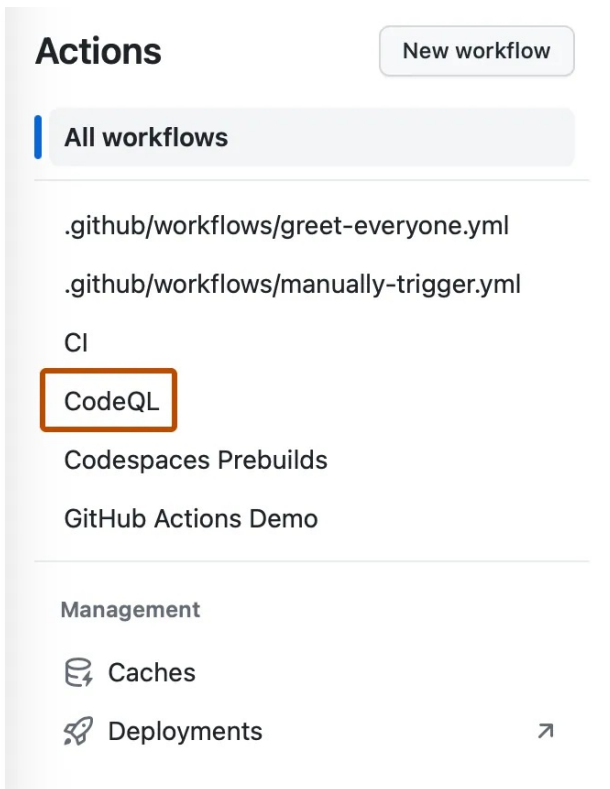 Actions
New workflow
All workflows
.github/workflows/greet-everyone.yml
.github/workflows/manually-trigger.yml
CI
CodeQL
Codespaces Prebuilds
GitHub Actions Demo
Management
Caches
Deployments